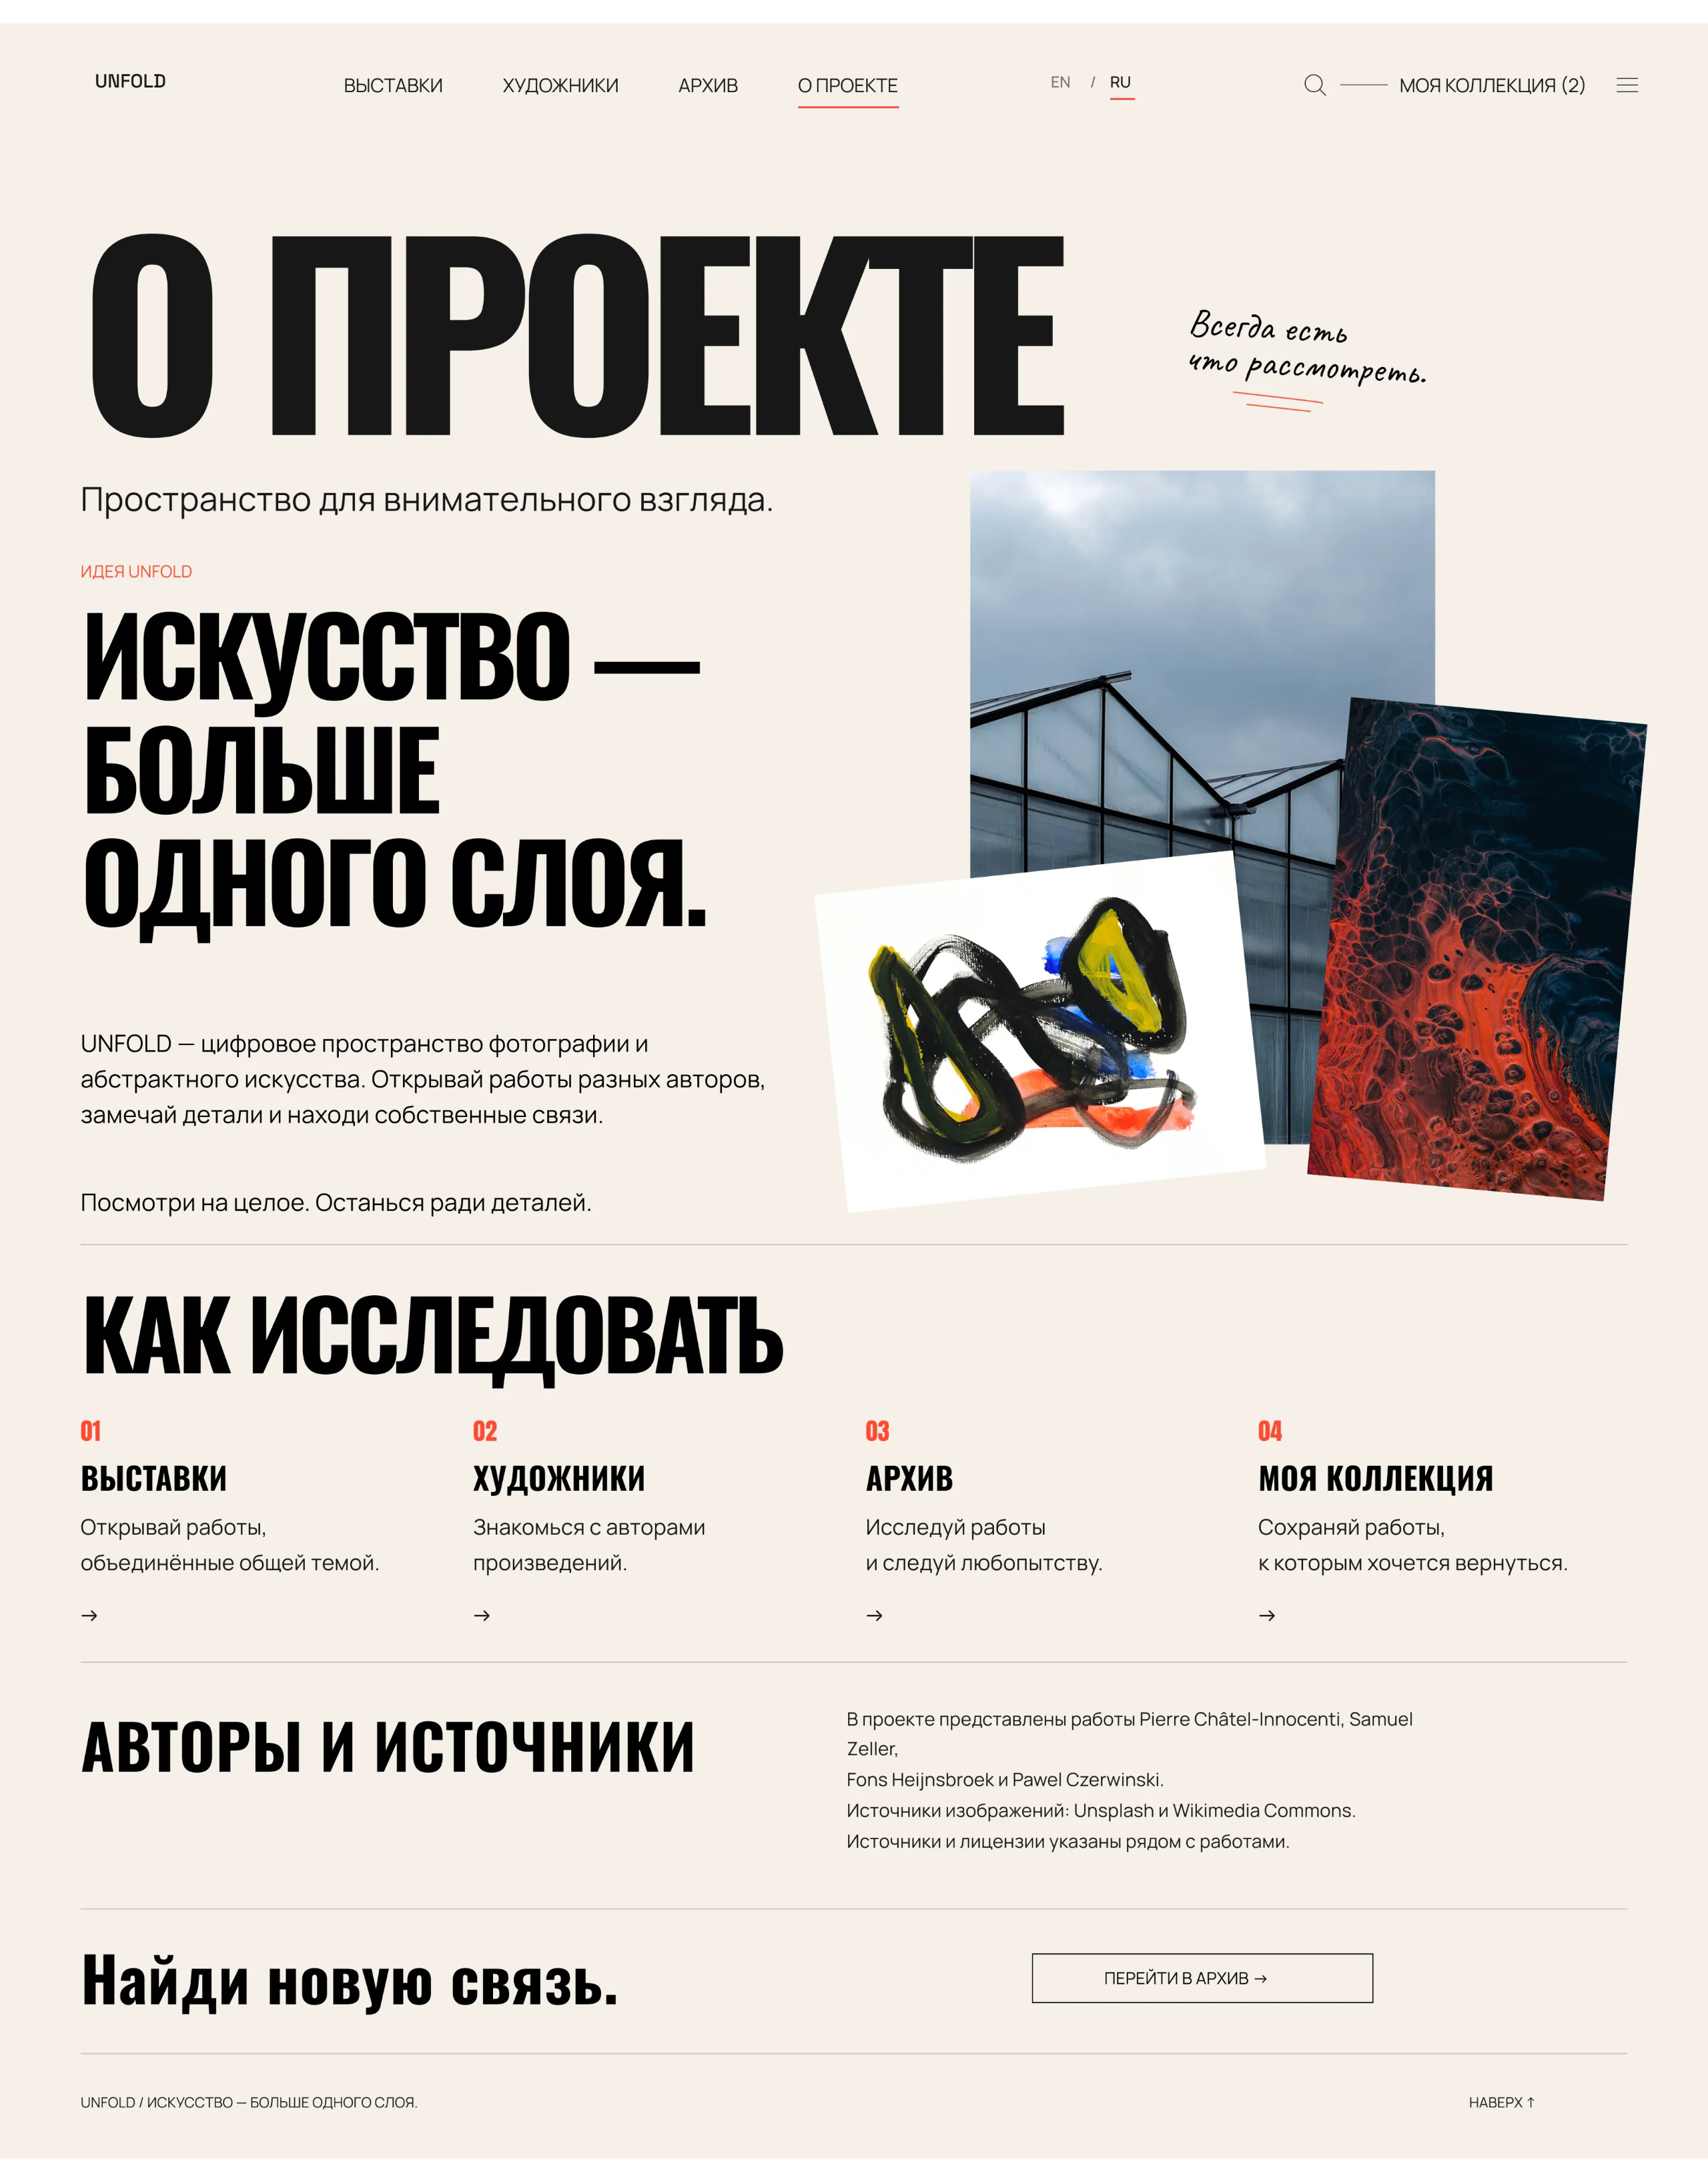 UNFOLD
ВЫСТАВКИ
ХУДОЖНИКИ
АРХИВ
О ПРОЕКТЕ
EN / RU
МОЯ КОЛЛЕКЦИЯ (2)
О ПРОЕКТЕ
Всегда есть
что рассмотреть.
Пространство для внимательного взгляда.
ИДЕЯ UNFOLD
ИСКУССТВО —
БОЛЬШЕ
ОДНОГО СЛОЯ.
UNFOLD — цифровое пространство фотографии и
абстрактного искусства. Открывай работы разных авторов,
замечай детали и находи собственные связи.
Посмотри на целое. Останься ради деталей.
КАК ИССЛЕДОВАТЬ
01
ВЫСТАВКИ
Открывай работы,
объединённые общей темой.
→
02
ХУДОЖНИКИ
Знакомься с авторами
произведений.
→
03
АРХИВ
Исследуй работы
и следуй любопытству.
→
04
МОЯ КОЛЛЕКЦИЯ
Сохраняй работы,
к которым хочется вернуться.
→
АВТОРЫ И ИСТОЧНИКИ
В проекте представлены работы Pierre Châtel-Innocenti, Samuel
Zeller,
Fons Heijnsbroek и Pawel Czerwinski.
Источники изображений: Unsplash и Wikimedia Commons.
Источники и лицензии указаны рядом с работами.
Найди новую связь.
ПЕРЕЙТИ В АРХИВ →
UNFOLD / ИСКУССТВО — БОЛЬШЕ ОДНОГО СЛОЯ.
НАВЕРХ ↑